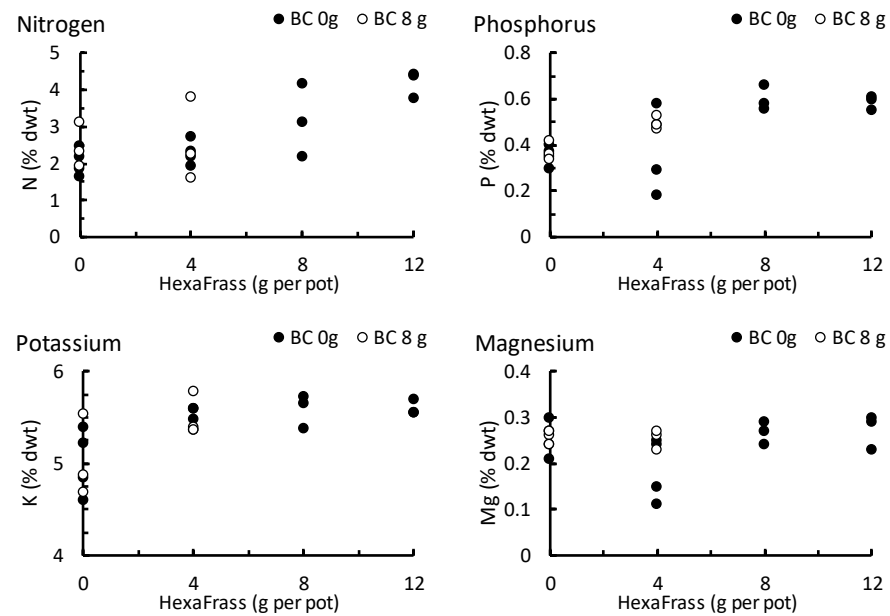 Nitrogen
● BC 0g ○ BC 8 g
5
4
3
2
1
0
N (% dwt)
0 4 8 12
HexaFrass (g per pot)
Phosphorus
● BC 0g ○ BC 8 g
0.8
0.6
0.4
0.2
0
P (% dwt)
0 4 8 12
HexaFrass (g per pot)
Potassium
● BC 0g ○ BC 8 g
6
5
4
K (% dwt)
0 4 8 12
HexaFrass (g per pot)
Magnesium
● BC 0g ○ BC 8 g
0.4
0.3
0.2
0.1
0
Mg (% dwt)
0 4 8 12
HexaFrass (g per pot)